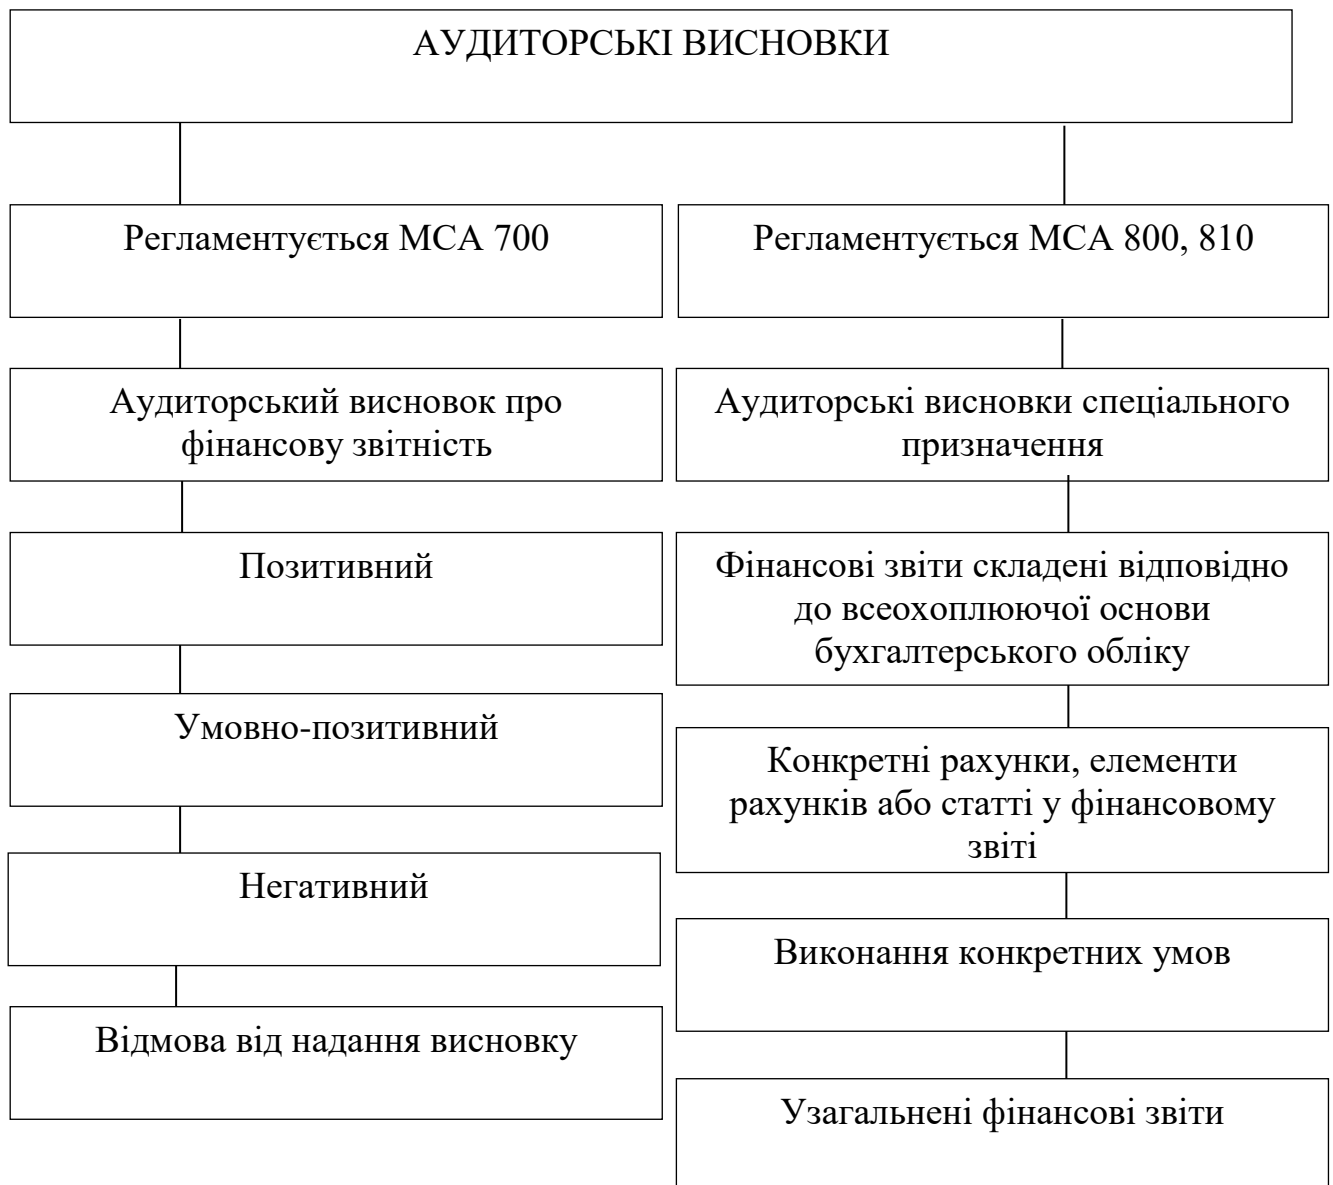 АУДИТОРСЬКІ ВИСНОВКИ
Регламентується МСА 700
Аудиторський висновок про
фінансову звітність
Позитивний
Умовно-позитивний
Негативний
Відмова від надання висновку
Регламентується МСА 800, 810
Аудиторські висновки спеціального
призначення
Фінансові звіти складені відповідно
до всеохоплюючої основи
бухгалтерського обліку
Конкретні рахунки, елементи
рахунків або статті у фінансовому
звіті
Виконання конкретних умов
Узагальнені фінансові звіти